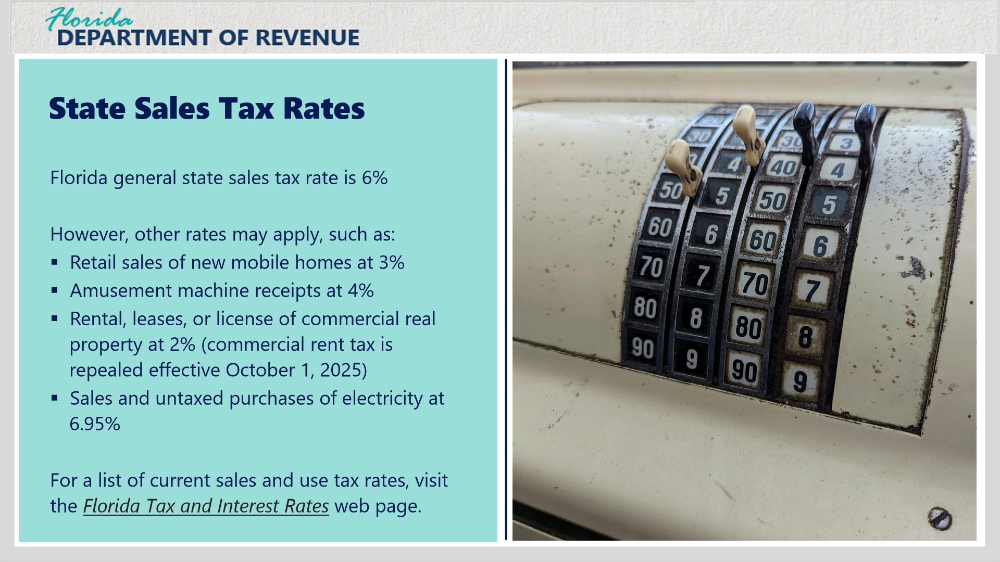 Florida
DEPARTMENT OF REVENUE
State Sales Tax Rates
Florida general state sales tax rate is 6%
However, other rates may apply, such as:
▪ Retail sales of new mobile homes at 3%
▪ Amusement machine receipts at 4%
▪ Rental, leases, or license of commercial real
property at 2% (commercial rent tax is
repealed effective October 1, 2025)
▪ Sales and untaxed purchases of electricity at
6.95%
For a list of current sales and use tax rates, visit
the Florida Tax and Interest Rates web page.
30 30 3
4 40 4
50 5 50 5
60 6 60 6
70 7 70 7
80 8 80 8
90 9 90 9